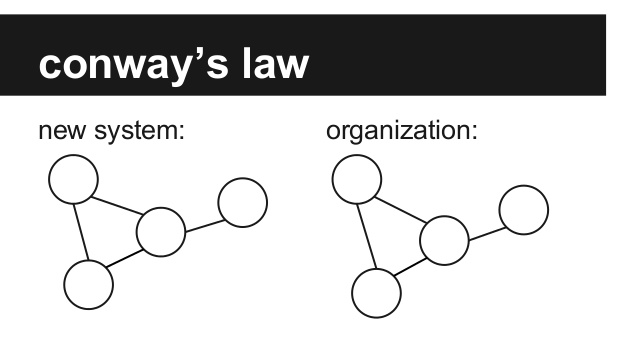 conway’s law
new system:
organization: